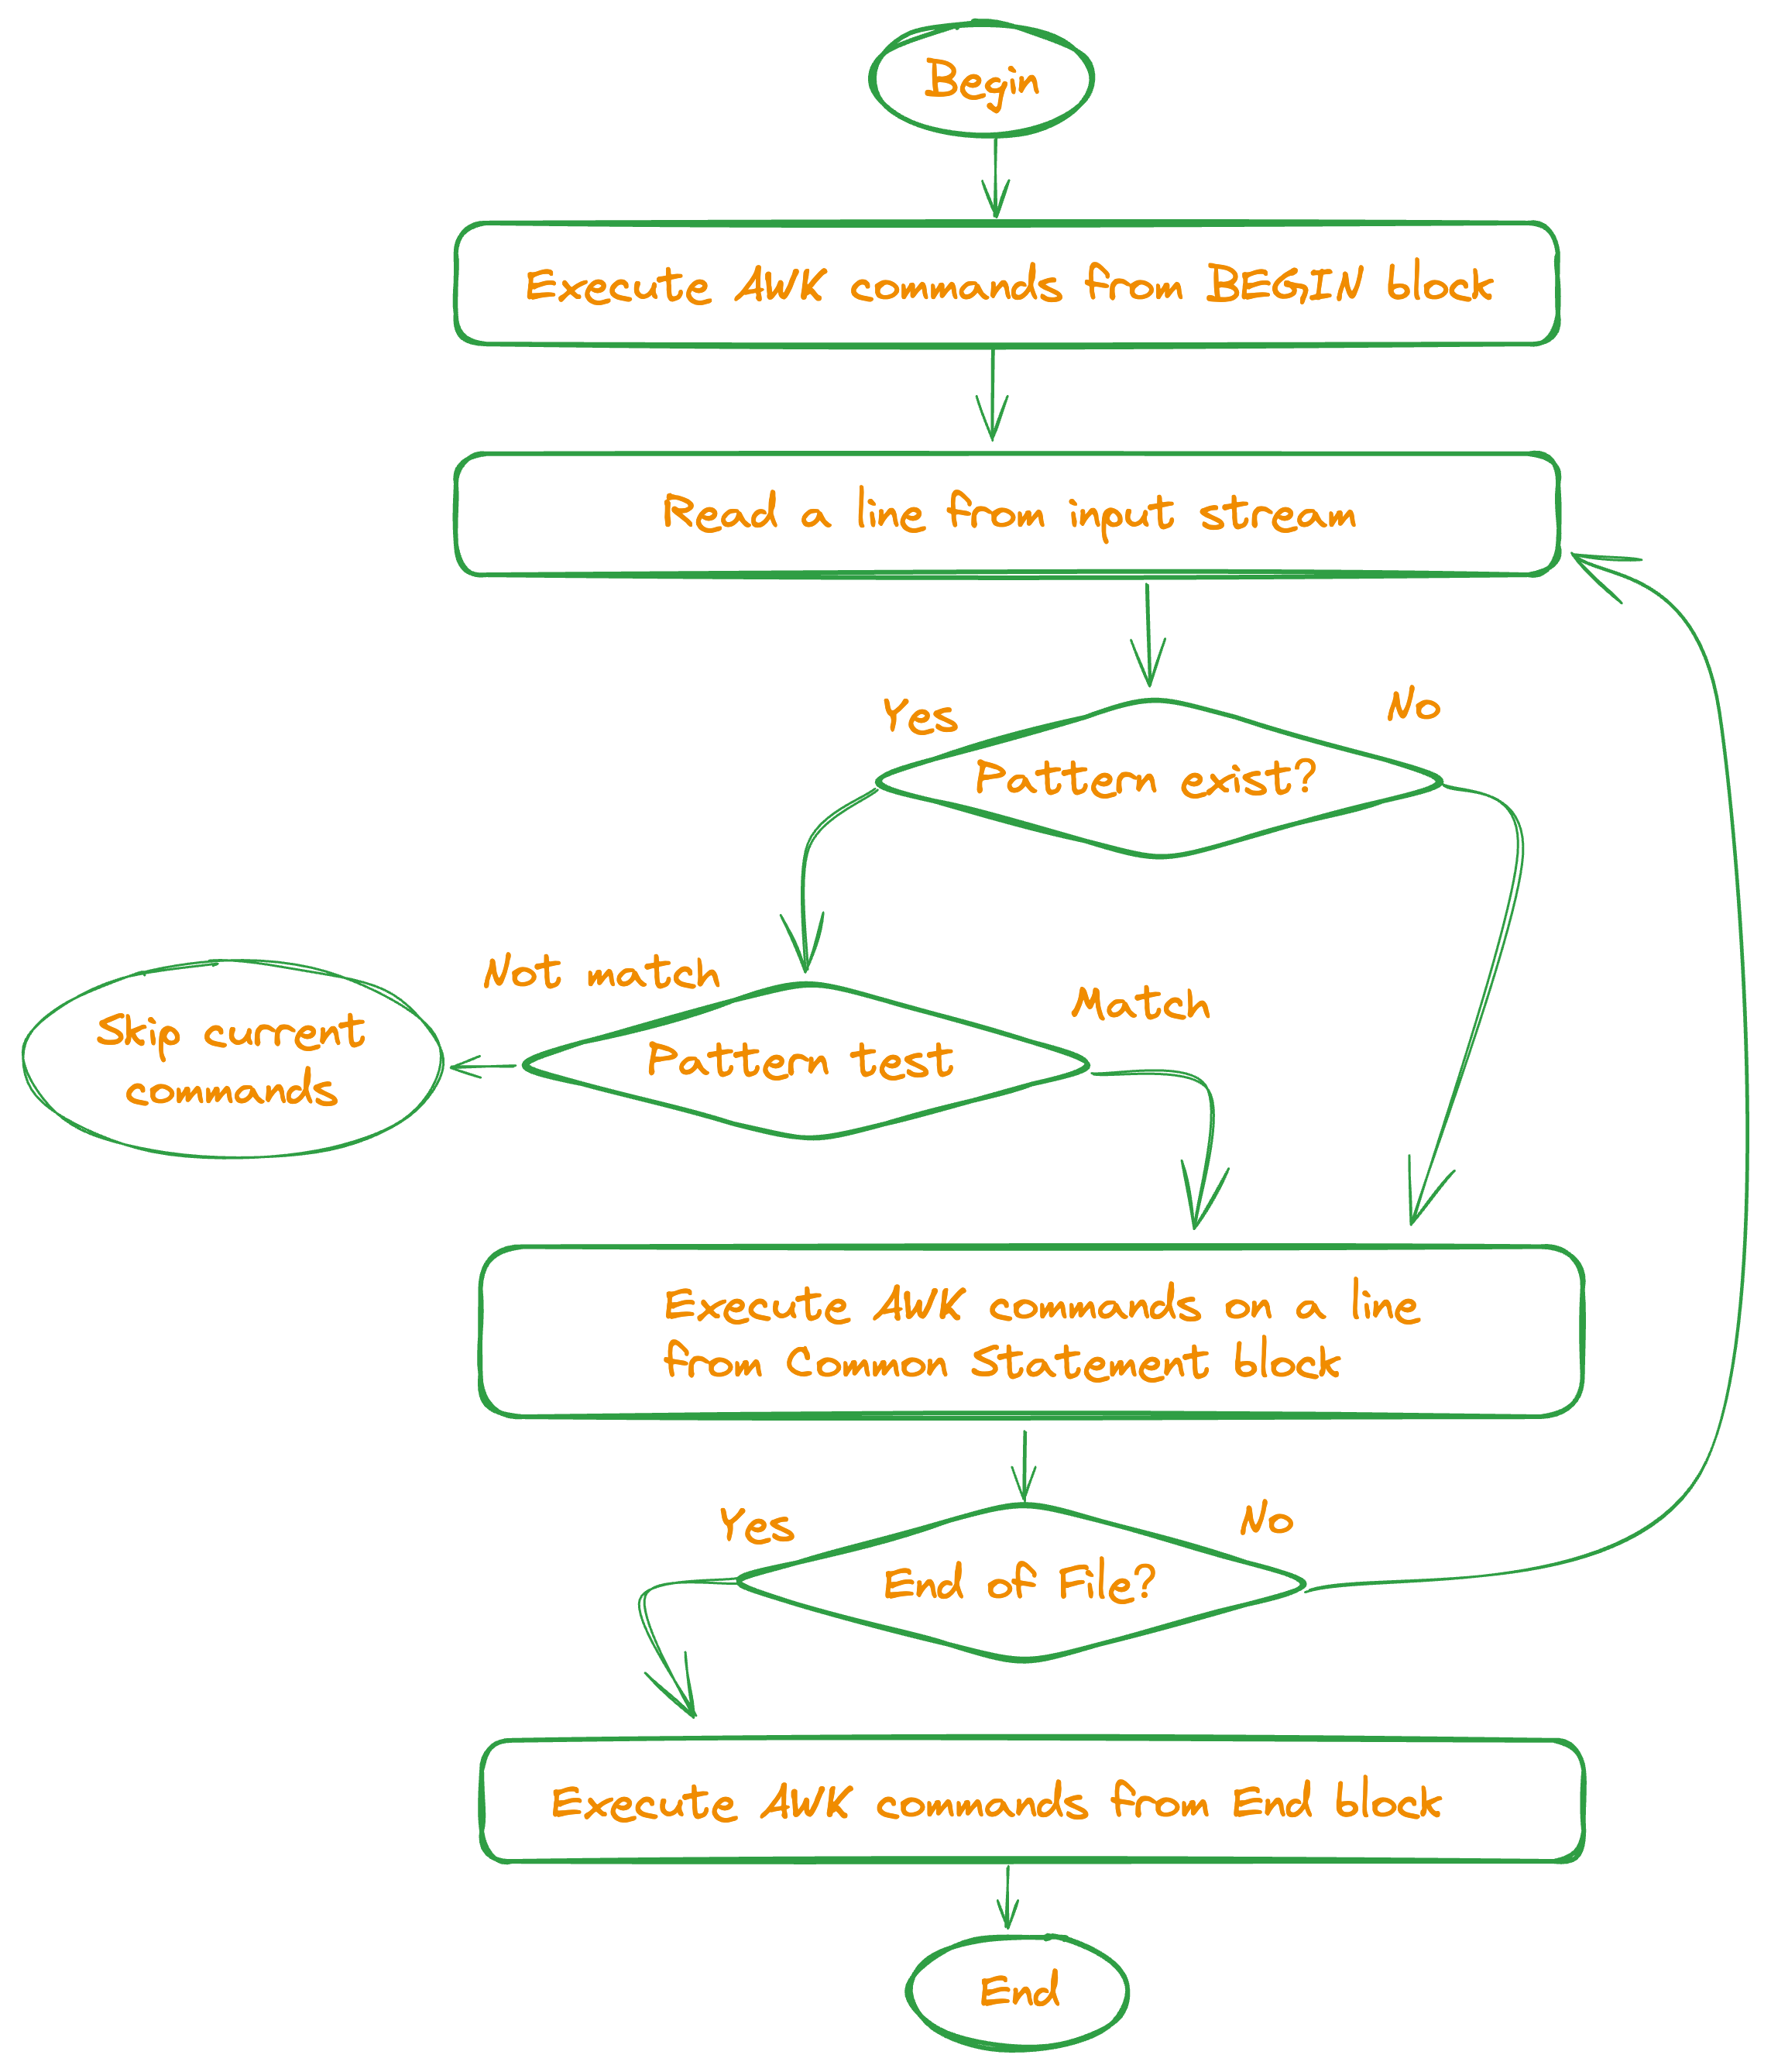 Begin
Execute AWK commands from BEGIN block
Read a line from input stream
Yes
No
Pattern exist?
Not match
Match
Skip current
commands
Pattern test
Execute AWK commands on a line
from Common Statement block
Yes
No
End of File?
Execute AWK commands from End block
End